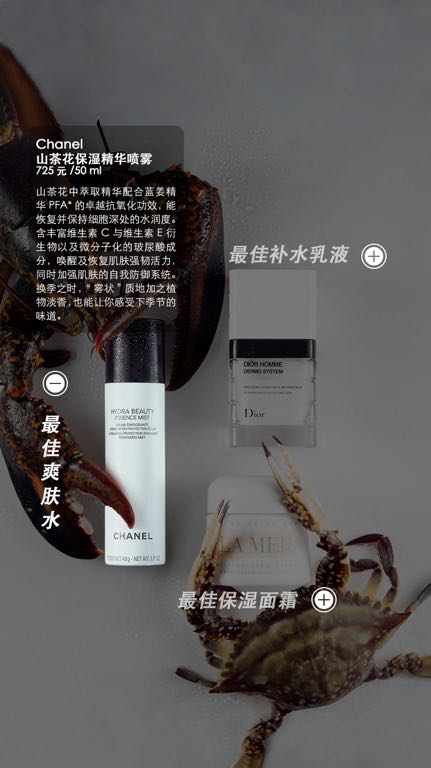 Chanel
山茶花保湿精华喷雾
725 元 /50 ml
山茶花中萃取精华配合蓝姜精
华 PFA* 的卓越抗氧化功效，能
恢复并保持细胞深处的水润度。
含丰富维生素 C 与维生素 E 衍
生物以及微分子化的玻尿酸成
分，唤醒及恢复肌肤强韧活力，
同时加强肌肤的自我防御系统。
换季之时，“雾状”质地加之植
物淡香，也能让你感受下季节的
味道。
最佳补水乳液
DIOR HOMME
DERMO SYSTEM
Dior
最佳爽肤水
HYDRA BEAUTY
ESSENCE MIST
CHANEL
LA MER
最佳保湿面霜